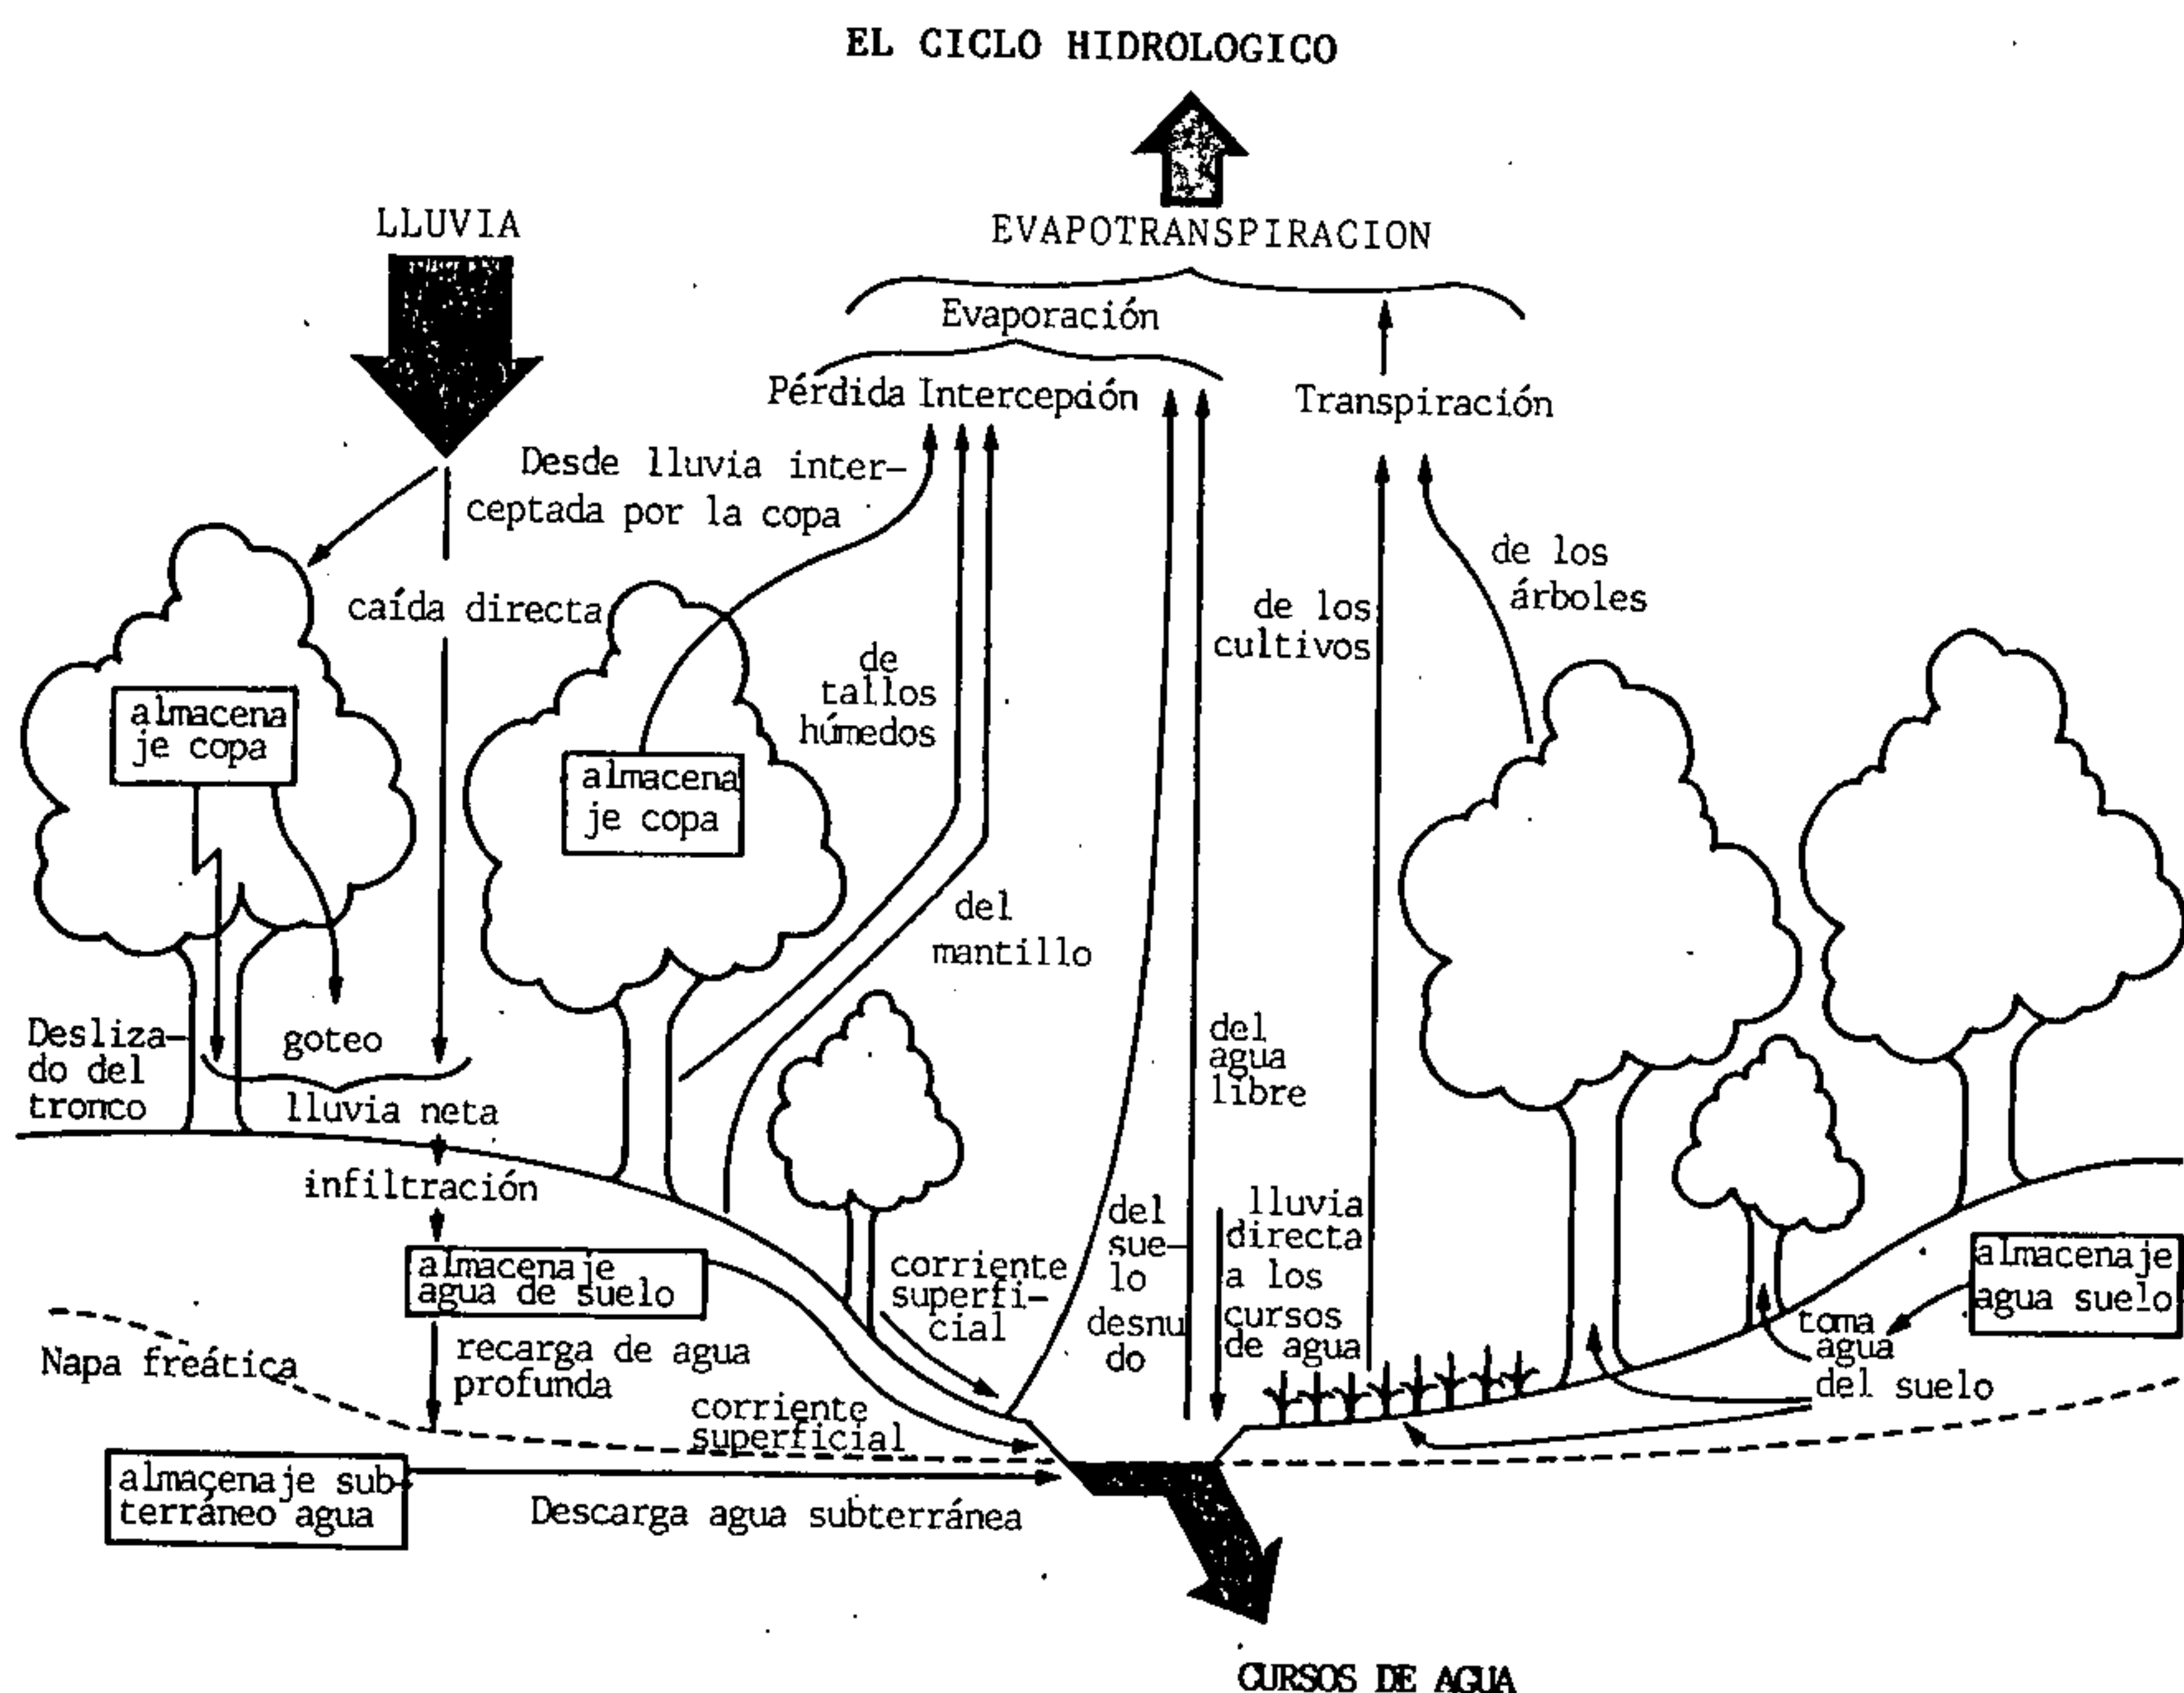 EL CICLO HIDROLOGICO
LLUVIA
EVAPOTRANSPIRACION
Evaporación
Pérdida Intercepción
Transpiración
Desde lluvia inter-
ceptada por la copa
caída directa
de los
árboles
de los
cultivos
de
tallos
húmedos
almacena
je copa
almacena
je copa
del
mantillo
Desliza-
do del
tronco
goteo
lluvia neta
del
agua
libre
infiltración
almacenaje
agua de suelo
corriente
superfi-
cial
del
sue-
lo
desnu
do
lluvia
directa
a los
cursos
de agua
almacenaje
agua suelo
toma
agua
del suelo
Napa freática
recarga de agua
profunda
corriente
superficial
almacenaje sub-
terráneo agua
Descarga agua subterránea
CURSOS DE AGUA